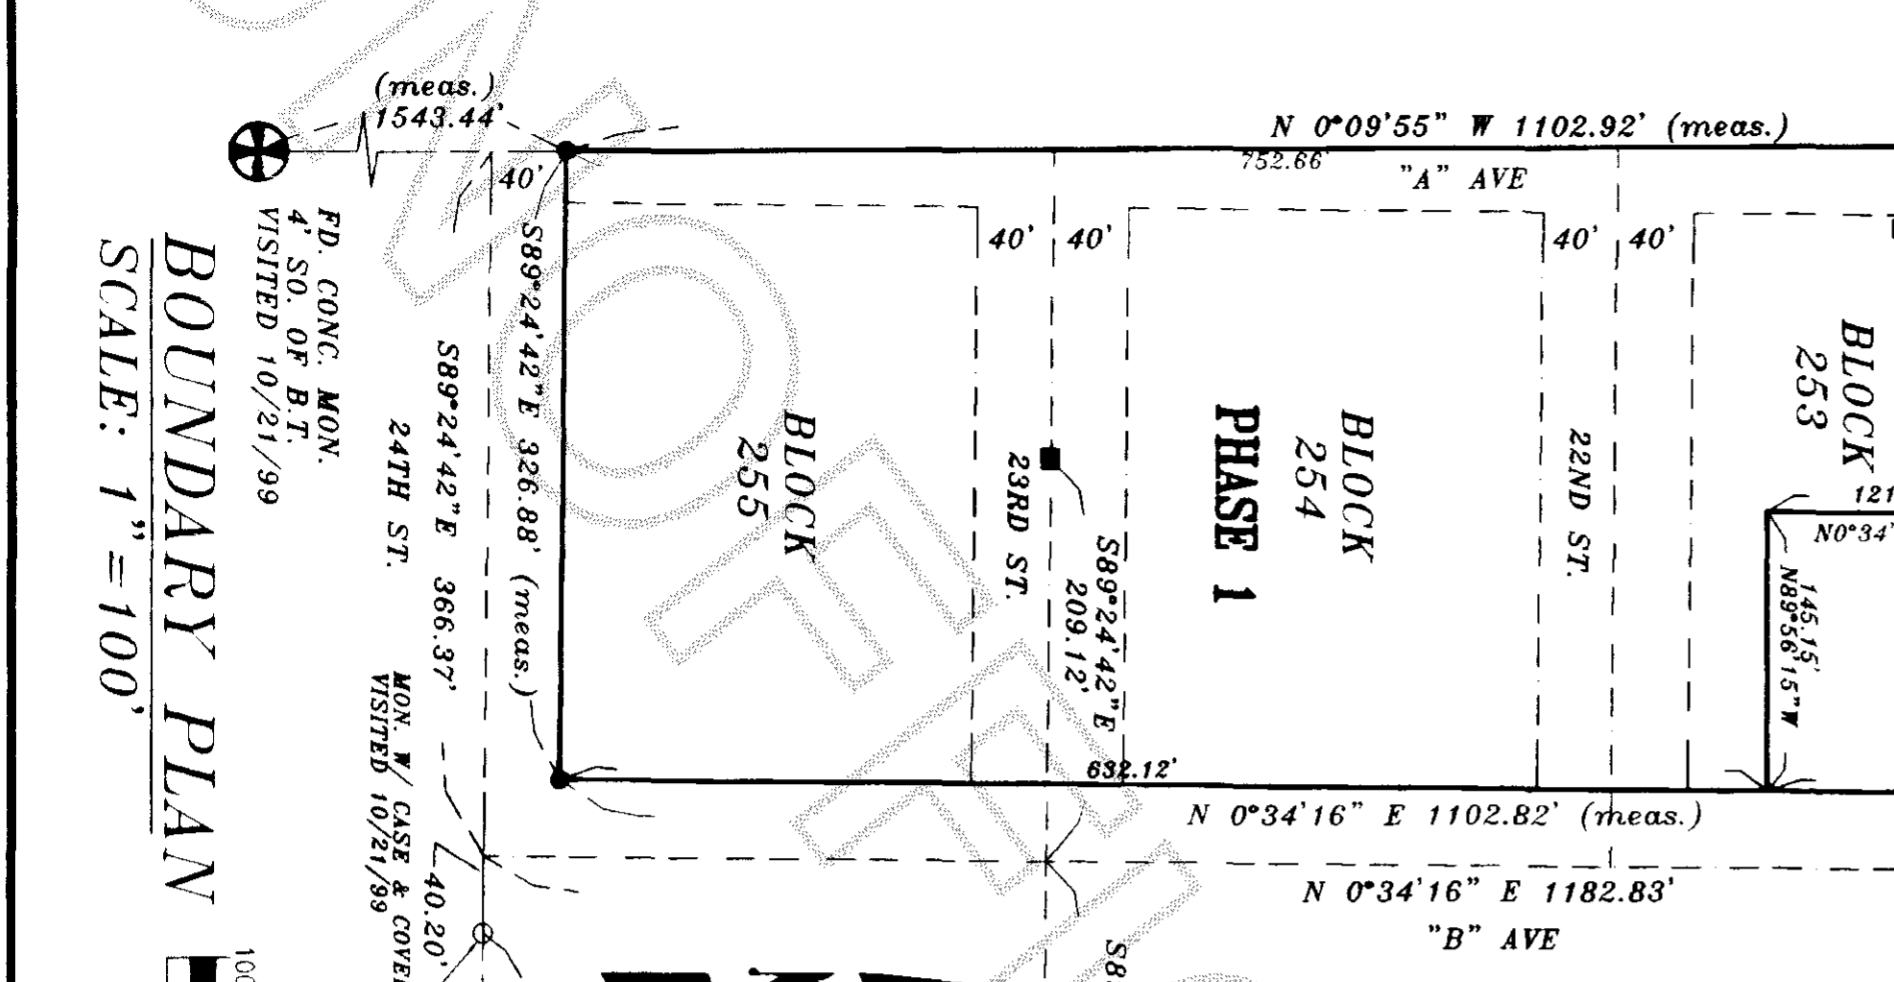 (meas.)
1543.44'
40'
N 0°09'55" W 1102.92' (meas.)
752.66'
"A" AVE
40' 40'
40' 40'
FD. CONC. MON.
4' SO. OF B.T.
VISITED 10/21/99
BOUNDARY PLAN
SCALE: 1"=100'
S89°24'42"E 326.88' (meas.)
S89°24'42"E 366.37'
24TH ST.
MON. W/ CASE & COVE
VISITED 10/21/99
40.20'
BLOCK
255
23RD ST.
S89°24'42"E
209.12'
BLOCK
254
PHASE 1
22ND ST.
BLOCK
253
121
N0°34'
145.15'
N89°56'15"W
632.12'
N 0°34'16" E 1102.82' (meas.)
N 0°34'16" E 1182.83'
"B" AVE
S8
100